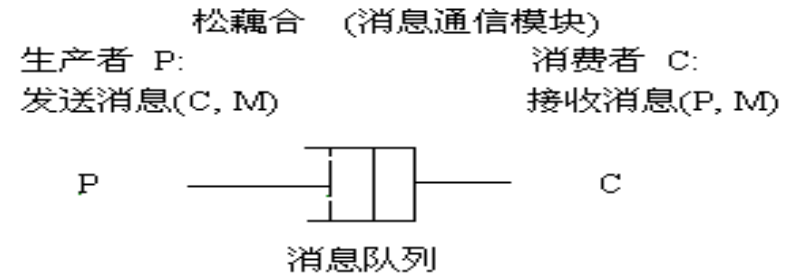 松藕合 (消息通信模块)
生产者 P: 消费者 C:
发送消息(C, M) 接收消息(P, M)
P C
消息队列